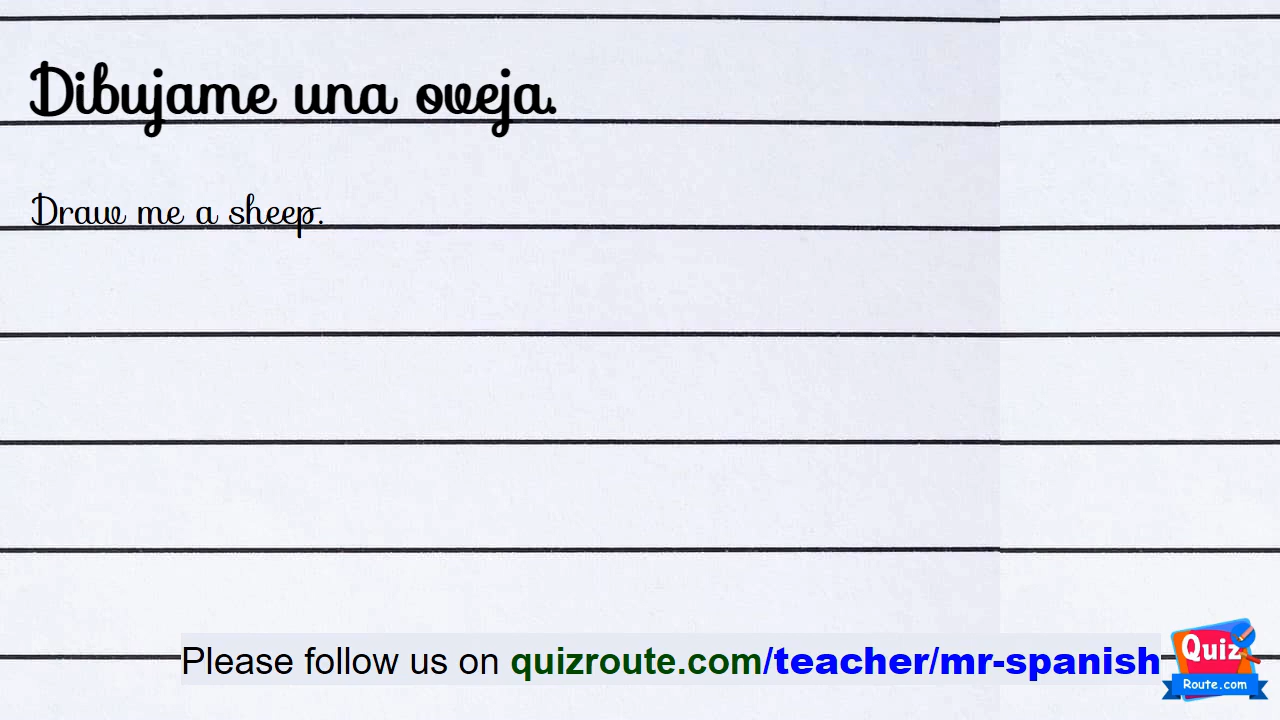 Dibujame una oveja.
Draw me a sheep.
Please follow us on quizroute.com/teacher/mr-spanish
Quiz
Route.com